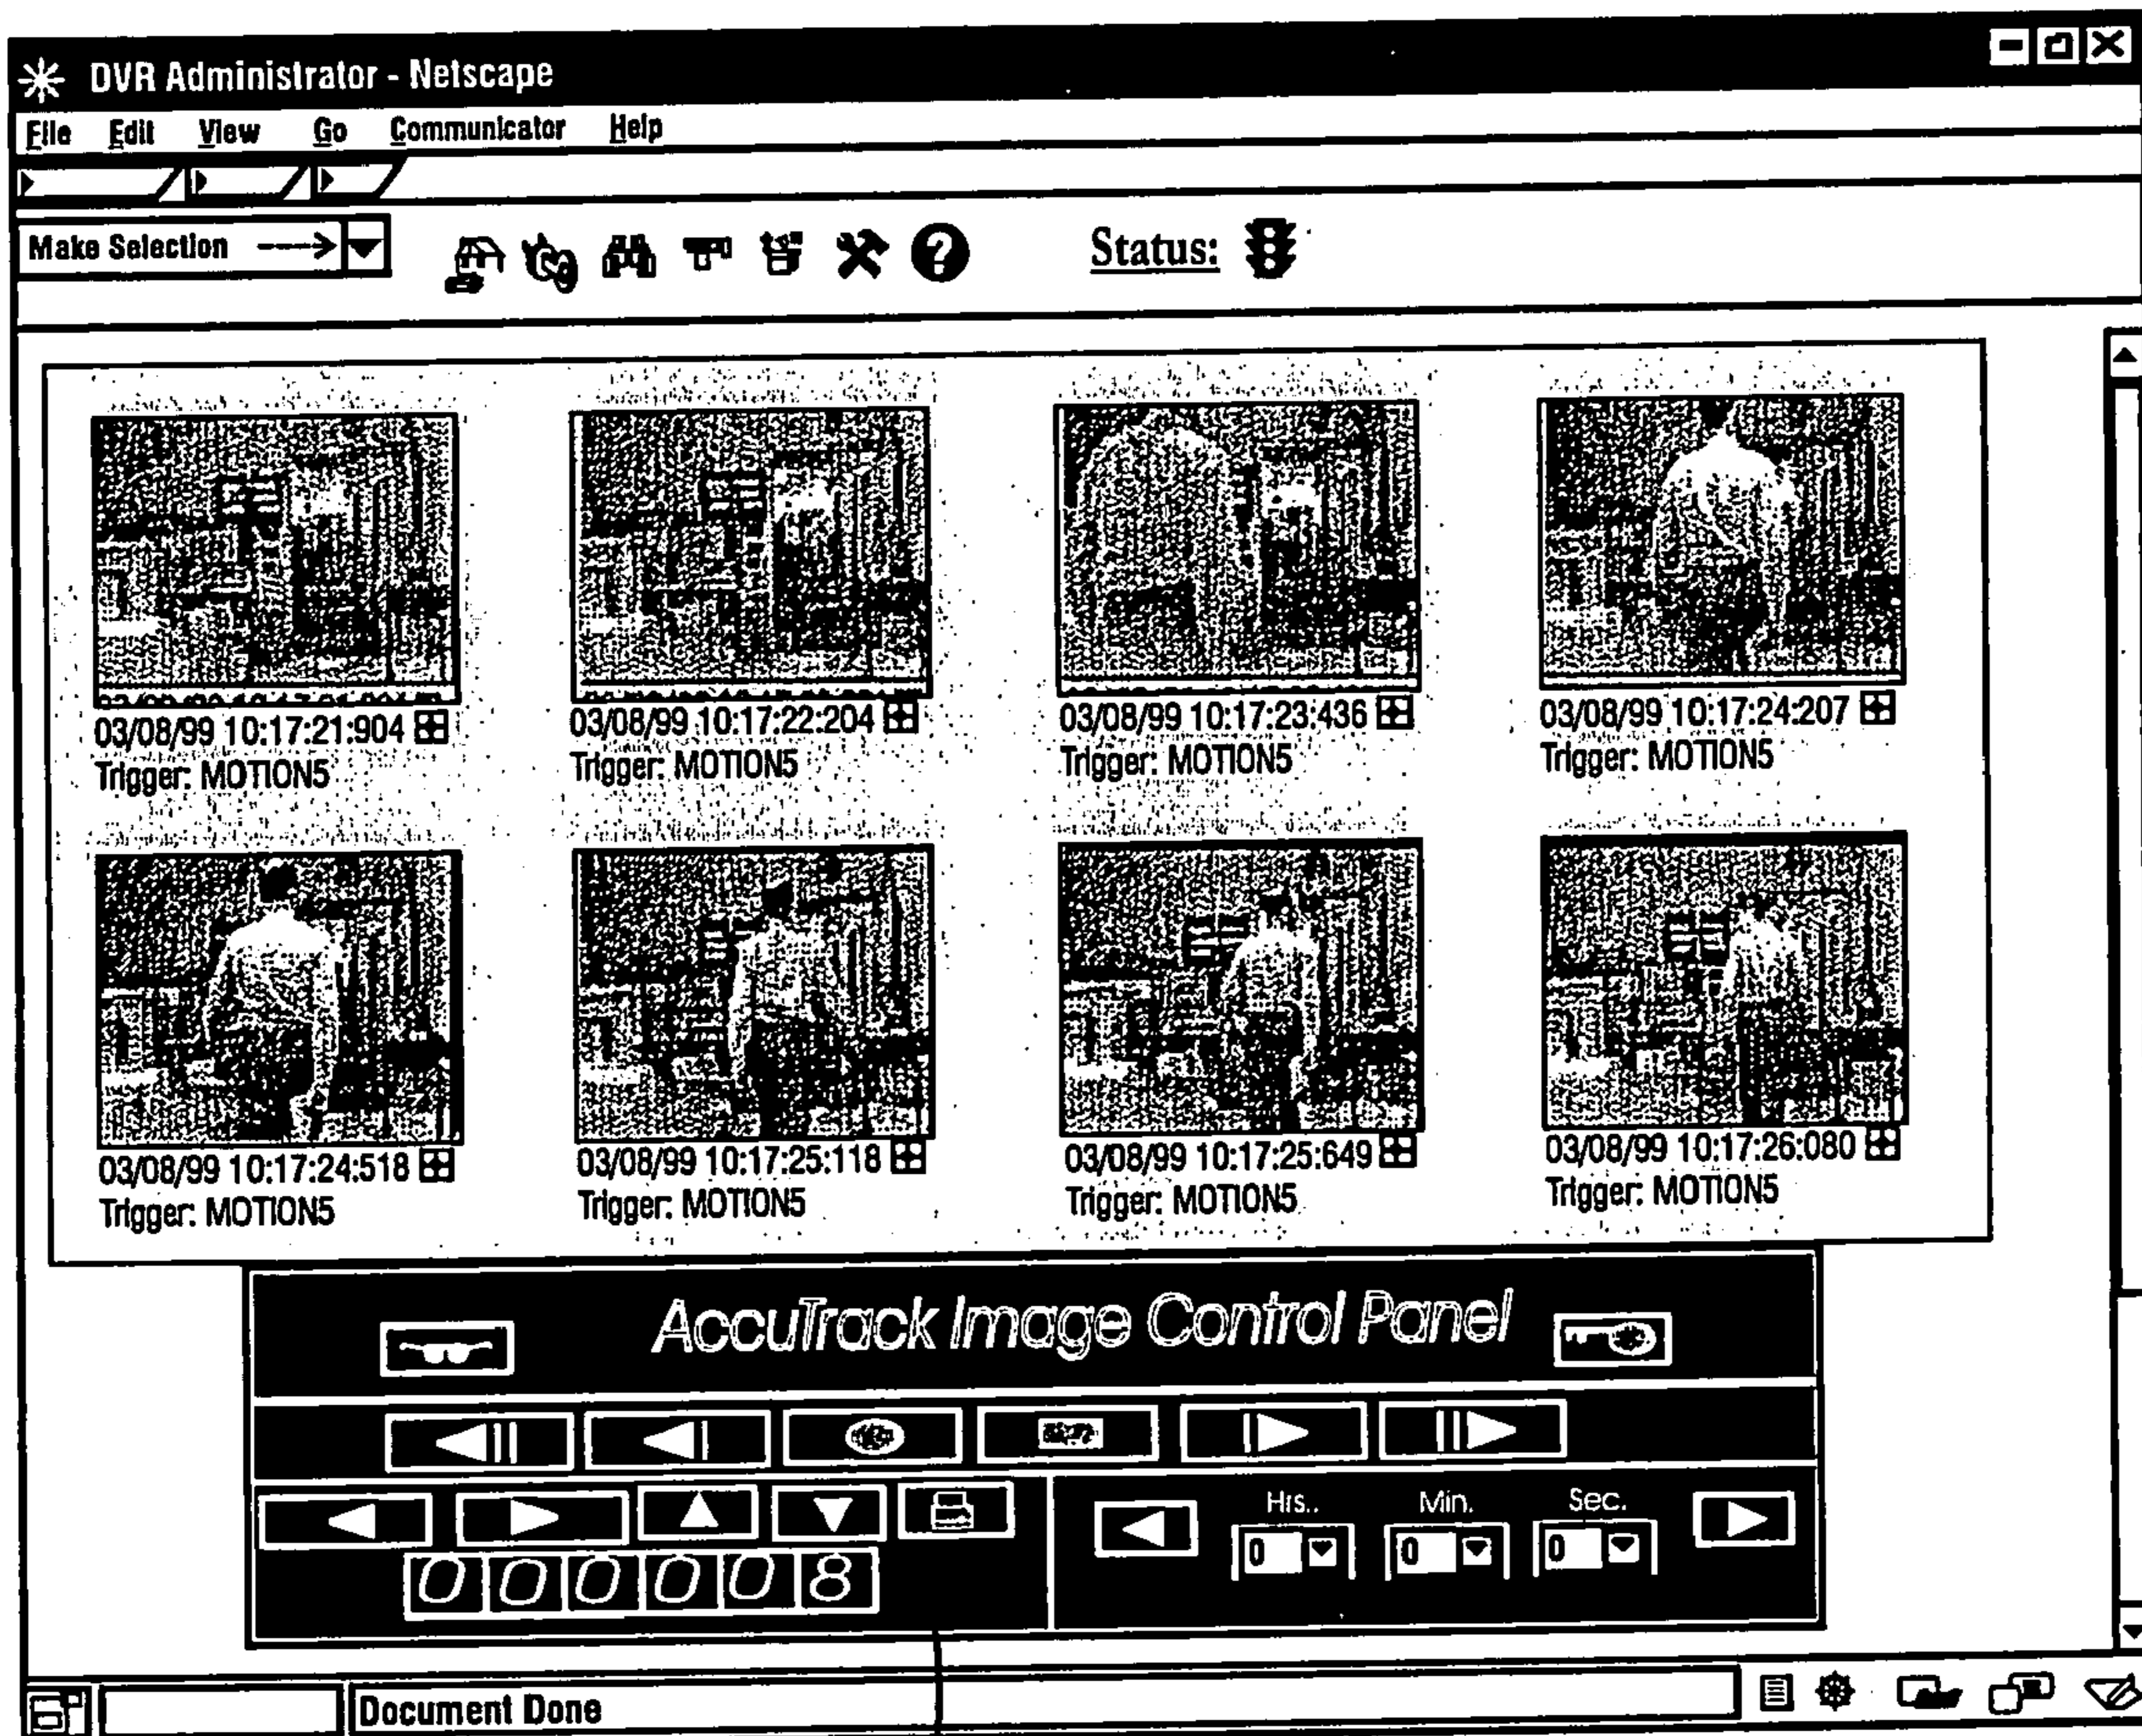 DVR Administrator - Netscape
File Edit View Go Communicator Help
Make Selection
? Status:
03/08/99 10:17:21:904 03/08/99 10:17:22:204 03/08/99 10:17:23:436 03/08/99 10:17:24:207
Trigger: MOTION5 Trigger: MOTION5 Trigger: MOTION5 Trigger: MOTION5
03/08/99 10:17:24:518 03/08/99 10:17:25:118 03/08/99 10:17:25:649 03/08/99 10:17:26:080
Trigger: MOTION5 Trigger: MOTION5 Trigger: MOTION5 Trigger: MOTION5
AccuTrack Image Control Panel
Hrs.. Min. Sec.
0 0 0
000008
Document Done